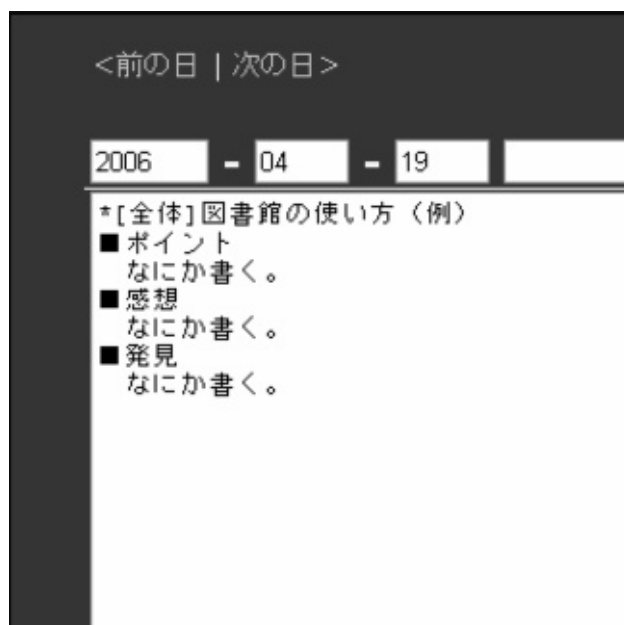 <前の日 | 次の日>
2006 - 04 - 19
*[全体]図書館の使い方（例）
■ポイント
　なにか書く。
■感想
　なにか書く。
■発見
　なにか書く。